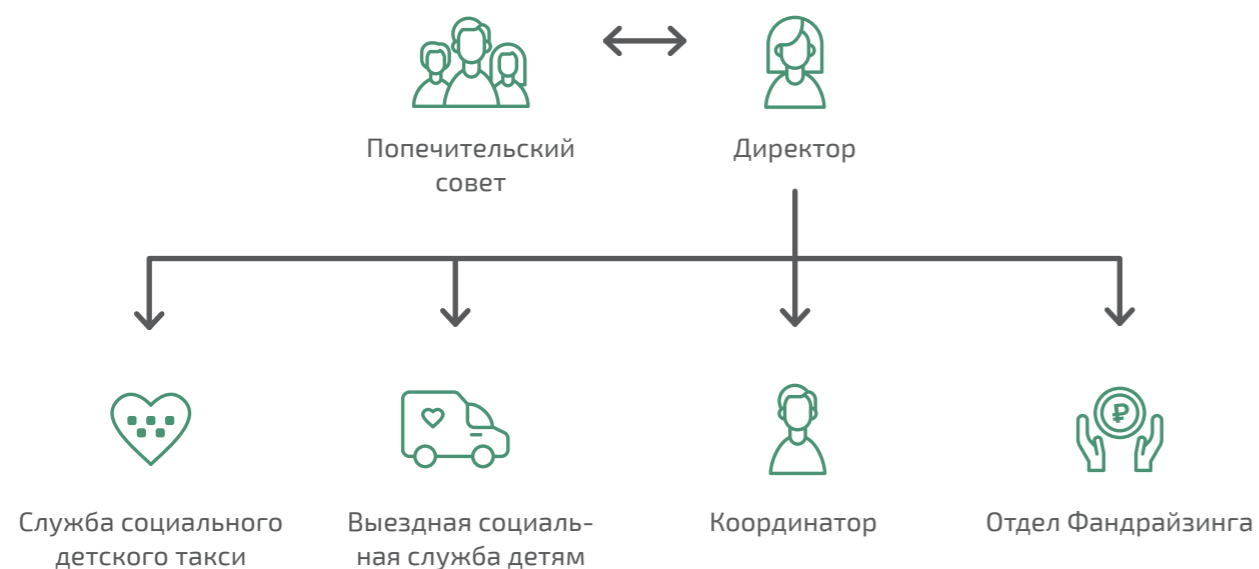 Попечительский
совет
Директор
Служба социального
детского такси
Выездная социаль-
ная служба детям
Координатор
Отдел Фандрайзинга